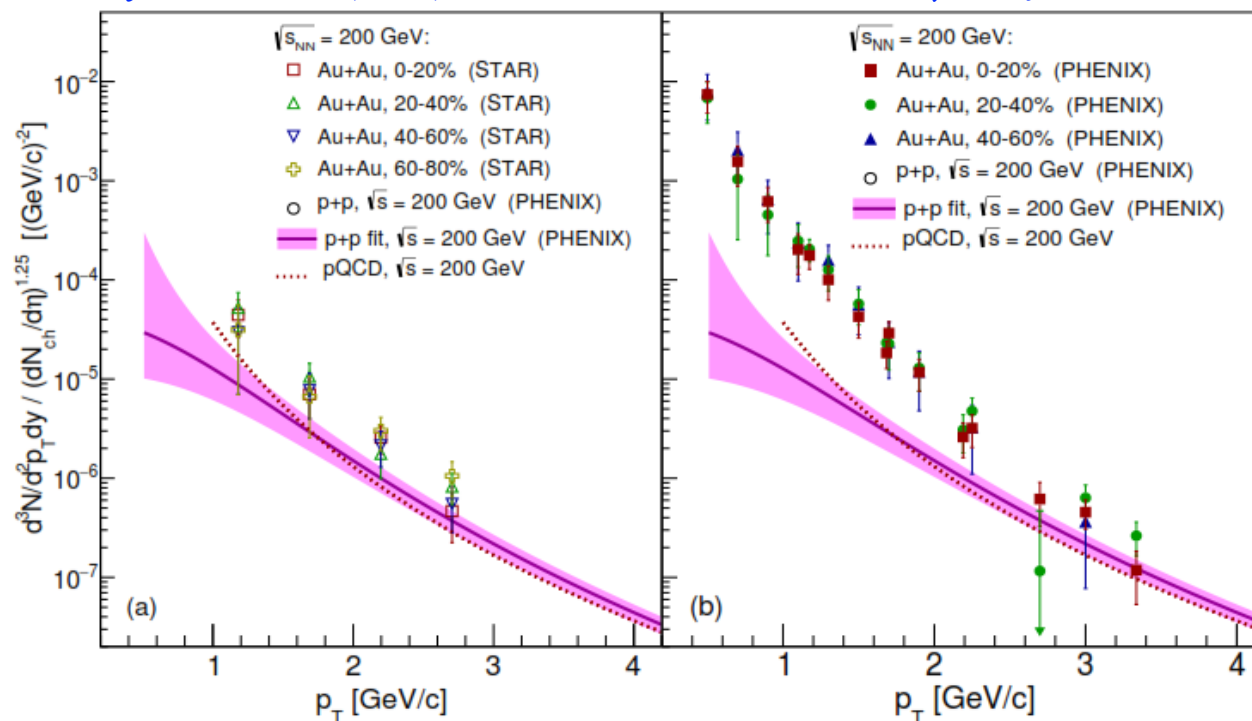 √s_NN = 200 GeV:
Au+Au, 0-20% (STAR)
Au+Au, 20-40% (STAR)
Au+Au, 40-60% (STAR)
Au+Au, 60-80% (STAR)
p+p, √s = 200 GeV (PHENIX)
p+p fit, √s = 200 GeV (PHENIX)
pQCD, √s = 200 GeV
(a)
√s_NN = 200 GeV:
Au+Au, 0-20% (PHENIX)
Au+Au, 20-40% (PHENIX)
Au+Au, 40-60% (PHENIX)
p+p, √s = 200 GeV (PHENIX)
p+p fit, √s = 200 GeV (PHENIX)
pQCD, √s = 200 GeV
(b)
d³N/d²p_Tdy / (dN_ch/dη)^1.25 [(GeV/c)^-2]
10^−2
10^−3
10^−4
10^−5
10^−6
10^−7
1 2 3 4
1 2 3 4
p_T [GeV/c]
p_T [GeV/c]